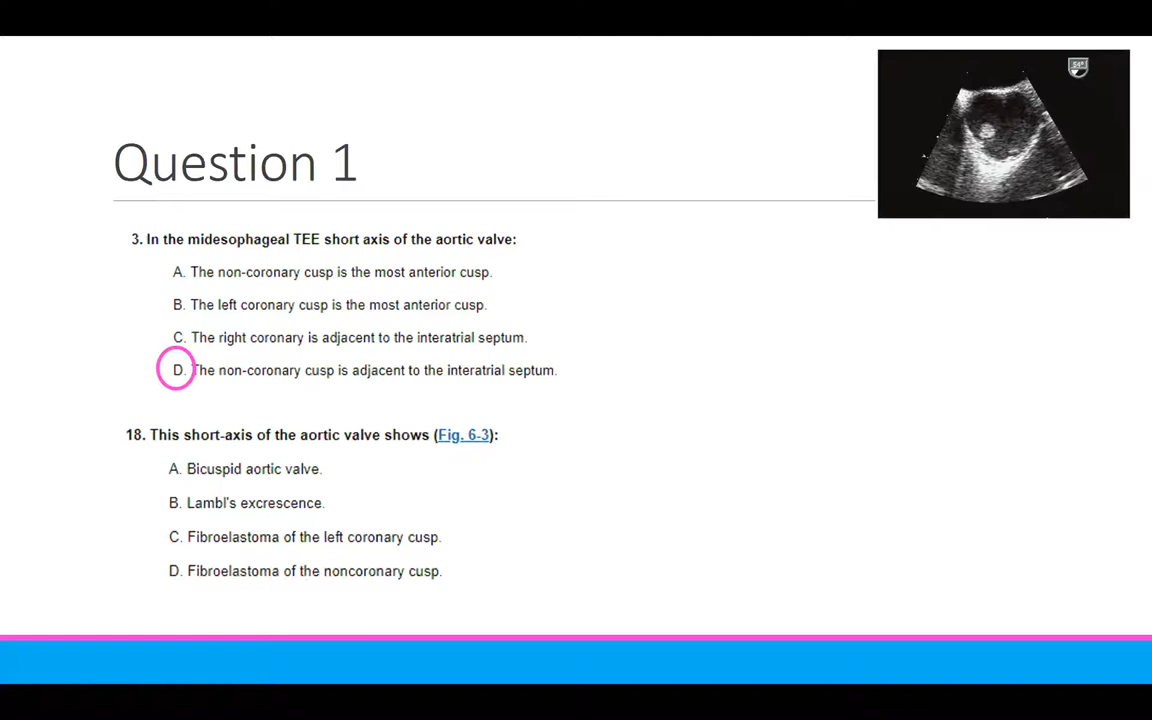 54°
Question 1
3. In the midesophageal TEE short axis of the aortic valve:
A. The non-coronary cusp is the most anterior cusp.
B. The left coronary cusp is the most anterior cusp.
C. The right coronary is adjacent to the interatrial septum.
D. The non-coronary cusp is adjacent to the interatrial septum.
18. This short-axis of the aortic valve shows (Fig. 6-3):
A. Bicuspid aortic valve.
B. Lambl's excrescence.
C. Fibroelastoma of the left coronary cusp.
D. Fibroelastoma of the noncoronary cusp.